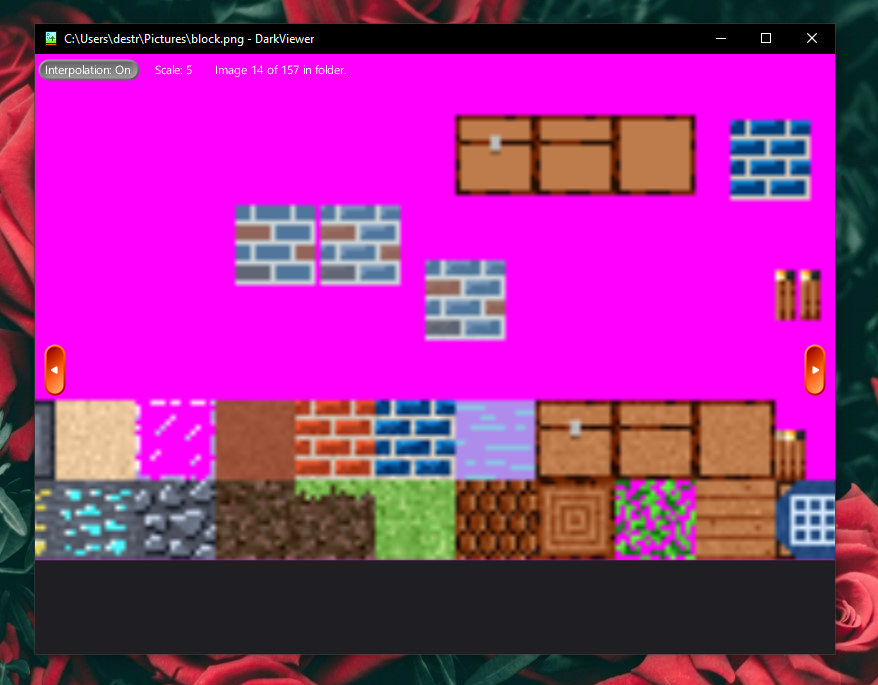 C:\Users\destr\Pictures\block.png - DarkViewer
Interpolation: On Scale: 5 Image 14 of 157 in folder.